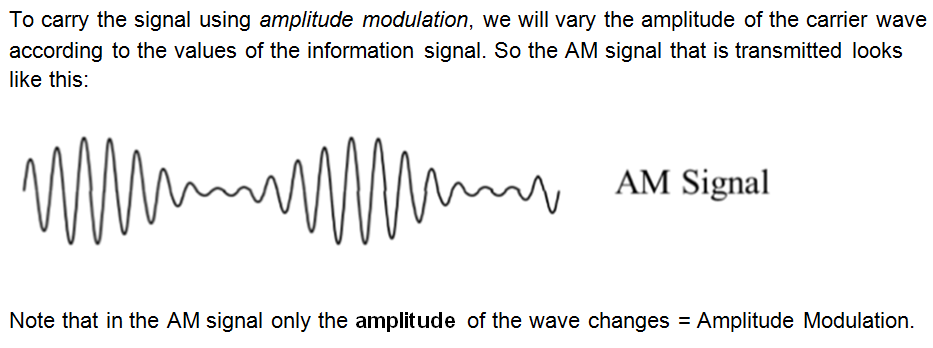 To carry the signal using amplitude modulation, we will vary the amplitude of the carrier wave
according to the values of the information signal. So the AM signal that is transmitted looks
like this:
AM Signal
Note that in the AM signal only the amplitude of the wave changes = Amplitude Modulation.